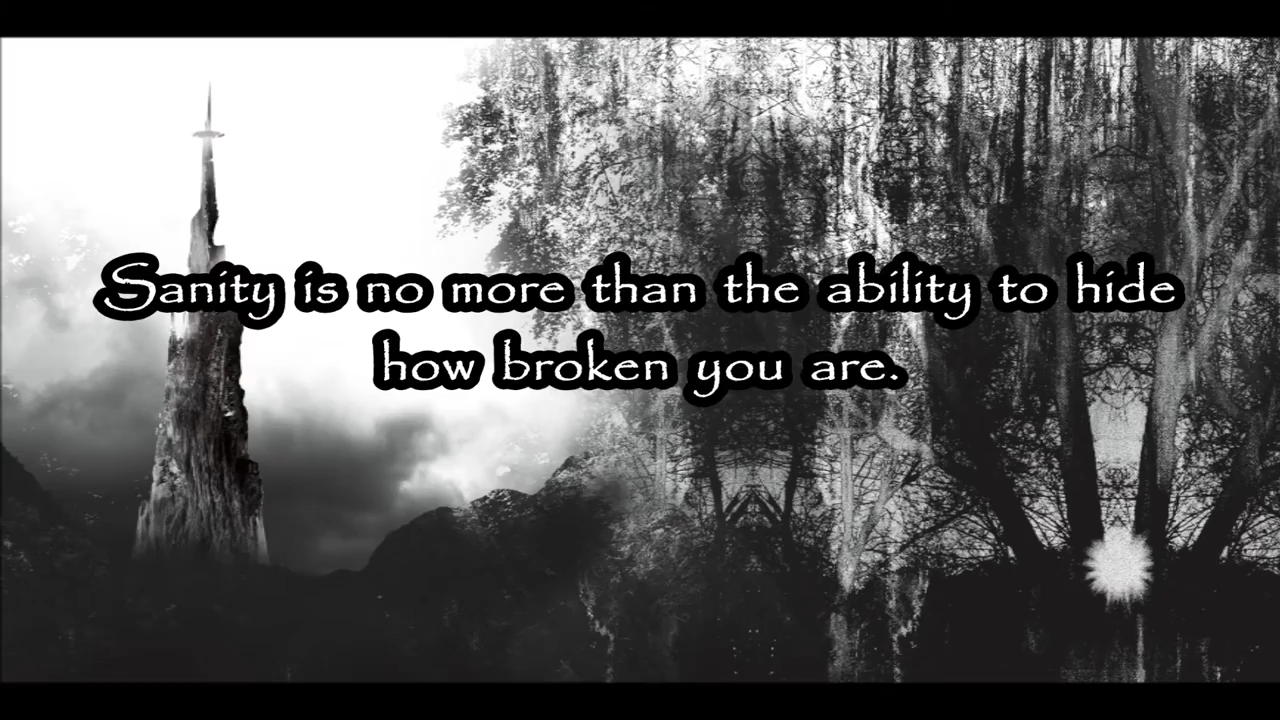 Sanity is no more than the ability to hide
how broken you are.